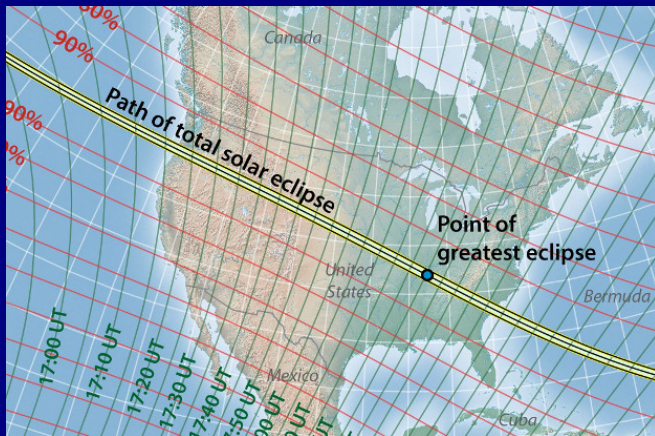 80%
Canada
90%
Path of total solar eclipse
90%
Point of
greatest eclipse
United
States
Bermuda
17:00 UT
17:10 UT
17:20 UT
17:30 UT
17:40 UT
Mexico
Cuba